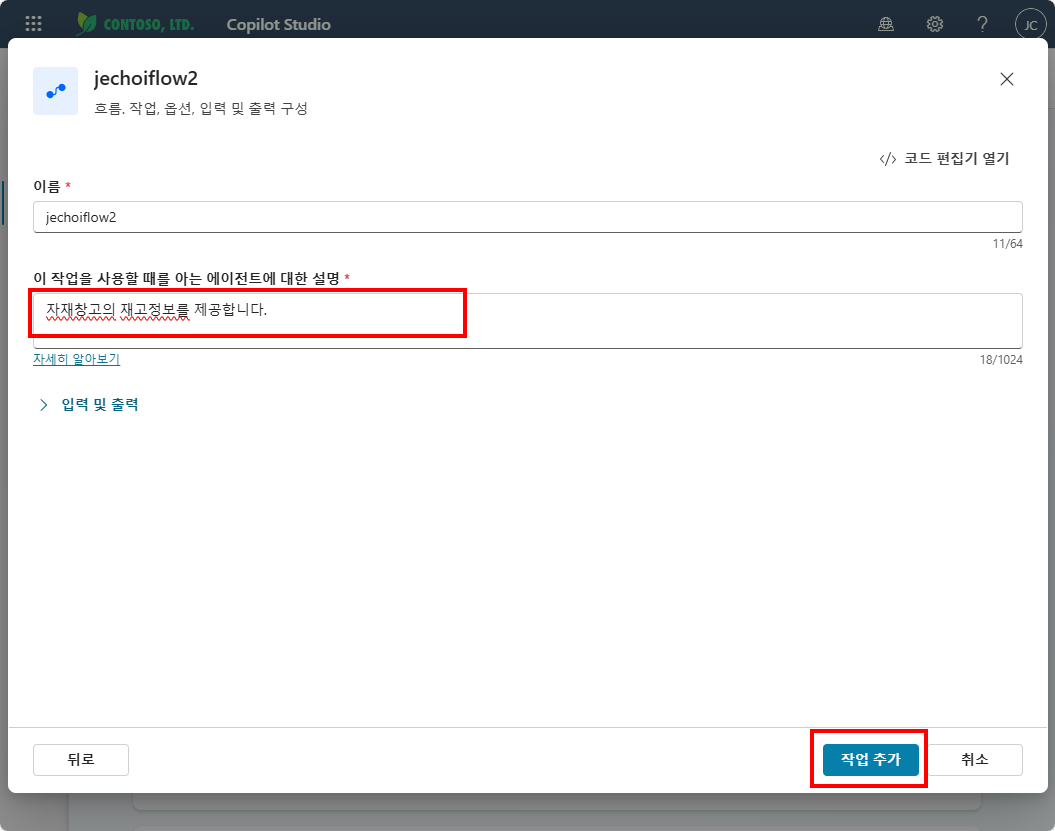 CONTOSO, LTD. Copilot Studio ? JC
jechoiflow2
흐름. 작업, 옵션, 입력 및 출력 구성
</> 코드 편집기 열기
이름 *
jechoiflow2
11/64
이 작업을 사용할 때를 아는 에이전트에 대한 설명 *
자재창고의 재고정보를 제공합니다.
자세히 알아보기 18/1024
입력 및 출력
뒤로 작업 추가 취소